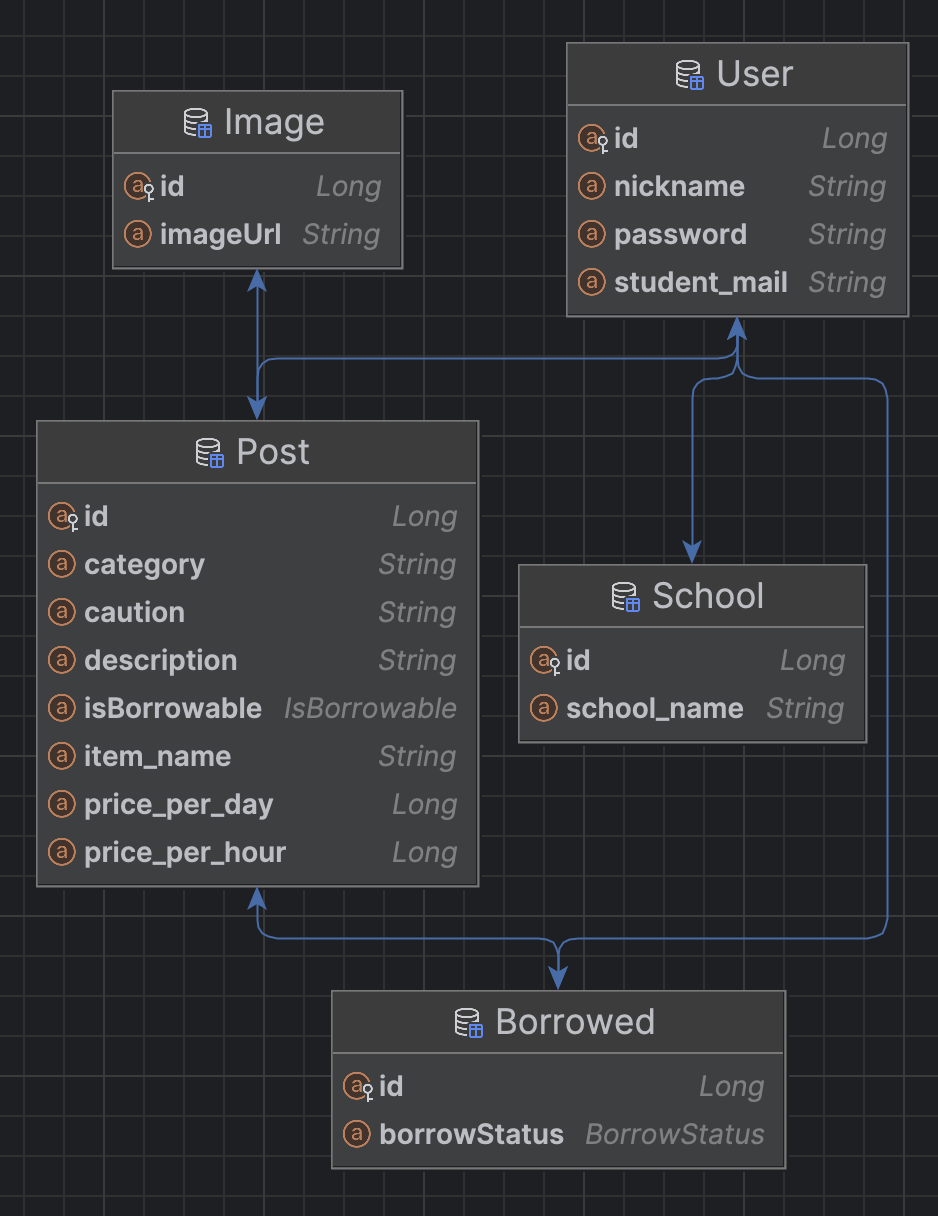 Image
id Long
imageUrl String
User
id Long
nickname String
password String
student_mail String
Post
id Long
category String
caution String
description String
isBorrowable IsBorrowable
item_name String
price_per_day Long
price_per_hour Long
School
id Long
school_name String
Borrowed
id Long
borrowStatus BorrowStatus